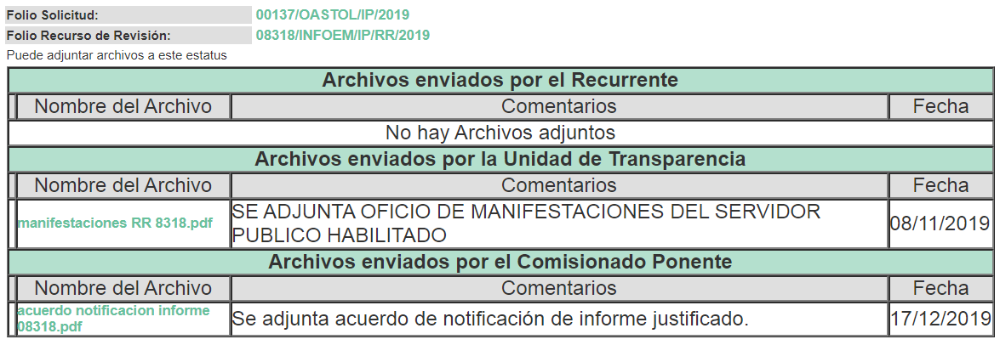 Folio Solicitud: 00137/OASTOL/IP/2019
Folio Recurso de Revisión: 08318/INFOEM/IP/RR/2019
Puede adjuntar archivos a este estatus
Archivos enviados por el Recurrente
Nombre del Archivo Comentarios Fecha
No hay Archivos adjuntos
Archivos enviados por la Unidad de Transparencia
Nombre del Archivo Comentarios Fecha
manifestaciones RR 8318.pdf SE ADJUNTA OFICIO DE MANIFESTACIONES DEL SERVIDOR
PUBLICO HABILITADO 08/11/2019
Archivos enviados por el Comisionado Ponente
Nombre del Archivo Comentarios Fecha
acuerdo notificacion informe
08318.pdf Se adjunta acuerdo de notificación de informe justificado. 17/12/2019